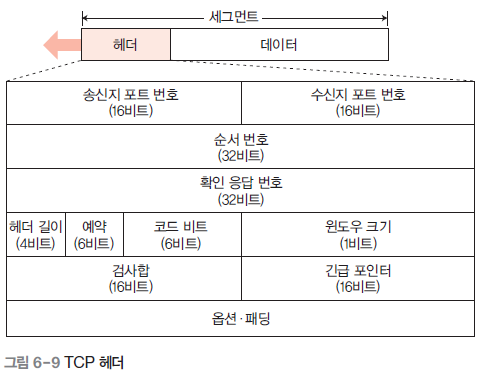 세그먼트
헤더 데이터
송신지 포트 번호 수신지 포트 번호
(16비트) (16비트)
순서 번호
(32비트)
확인 응답 번호
(32비트)
헤더 길이 예약 코드 비트 윈도우 크기
(4비트) (6비트) (6비트) (1비트)
검사합 긴급 포인터
(16비트) (16비트)
옵션·패딩
그림 6-9 TCP 헤더